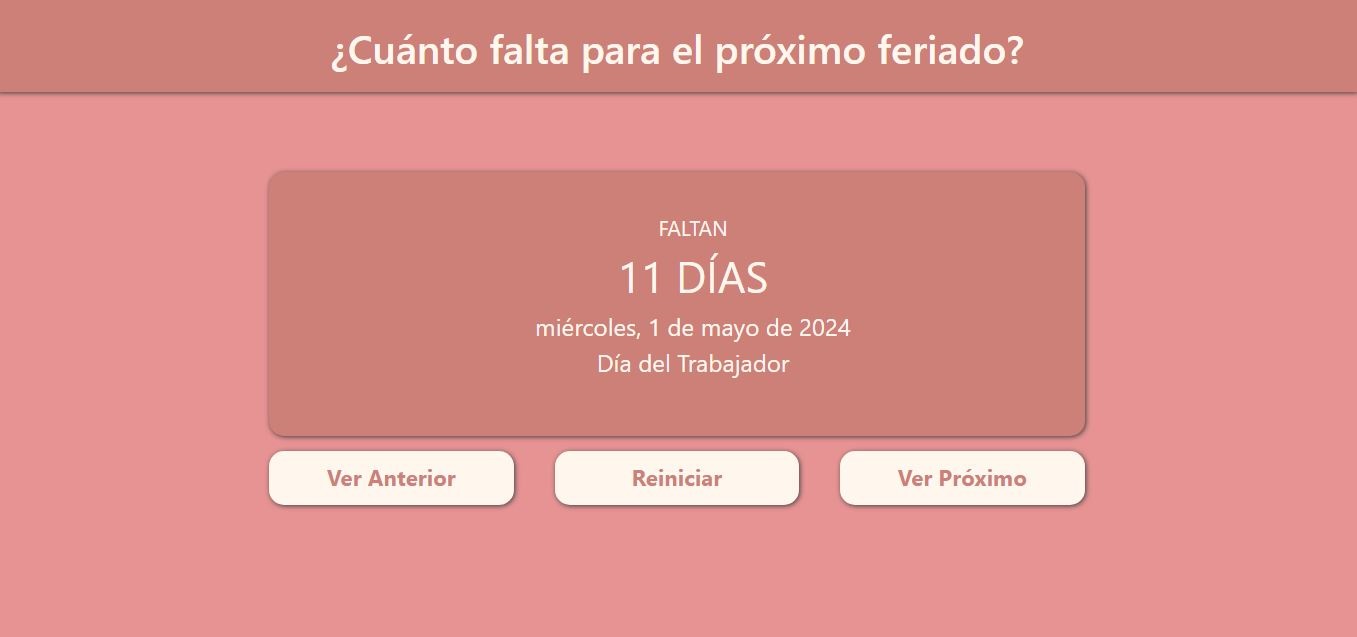 ¿Cuánto falta para el próximo feriado?
FALTAN
11 DÍAS
miércoles, 1 de mayo de 2024
Día del Trabajador
Ver Anterior
Reiniciar
Ver Próximo